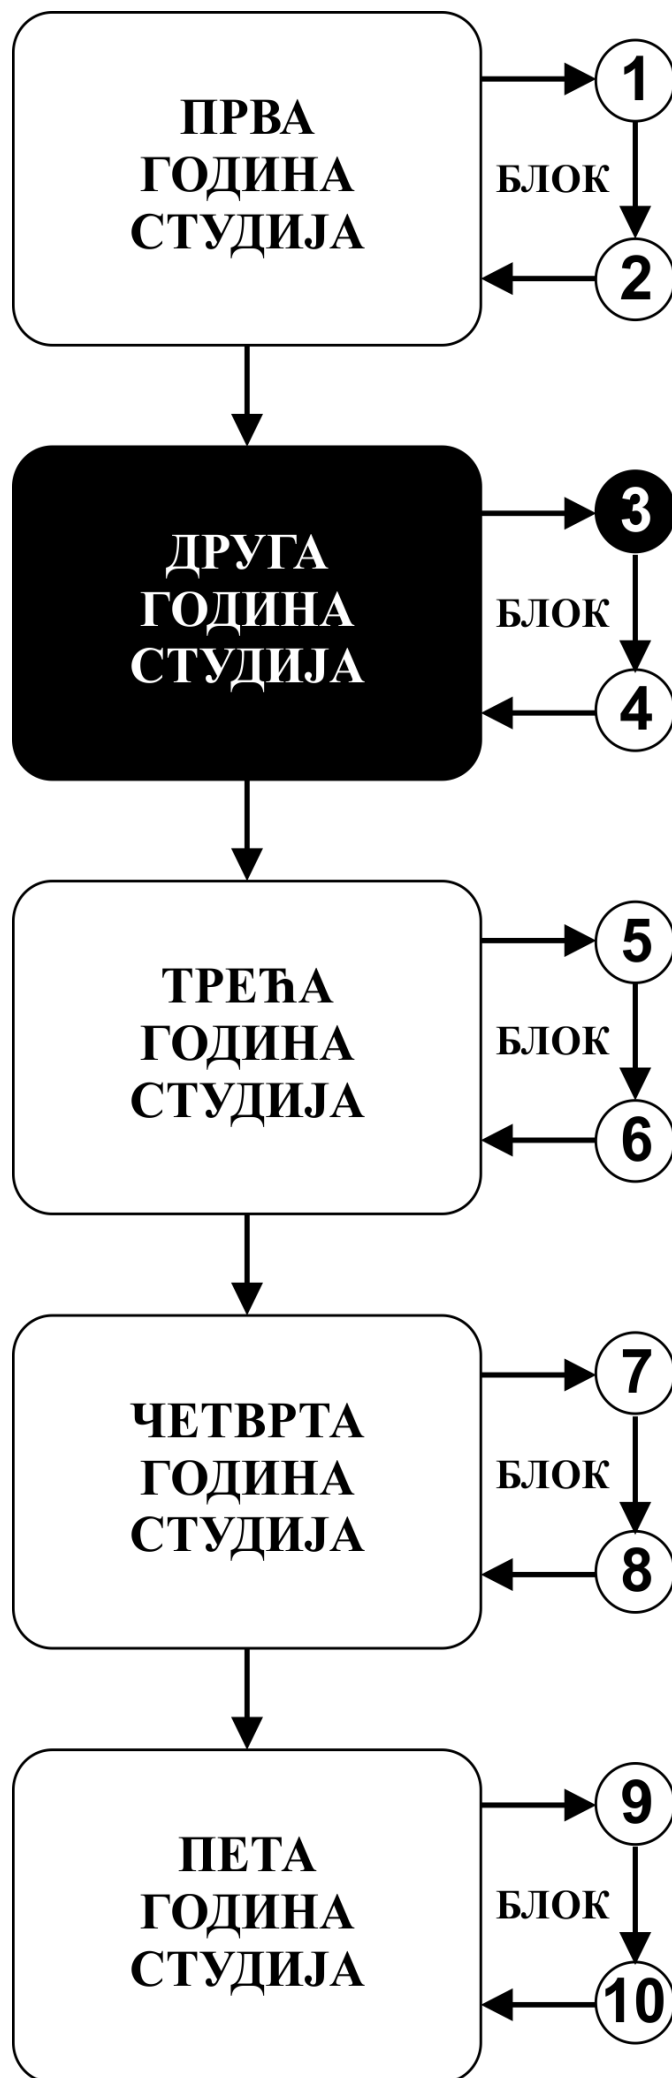 ПРВА
ГОДИНА
СТУДИЈА
1
БЛОК
2
ДРУГА
ГОДИНА
СТУДИЈА
3
БЛОК
4
ТРЕЋА
ГОДИНА
СТУДИЈА
5
БЛОК
6
ЧЕТВРТА
ГОДИНА
СТУДИЈА
7
БЛОК
8
ПЕТА
ГОДИНА
СТУДИЈА
9
БЛОК
10